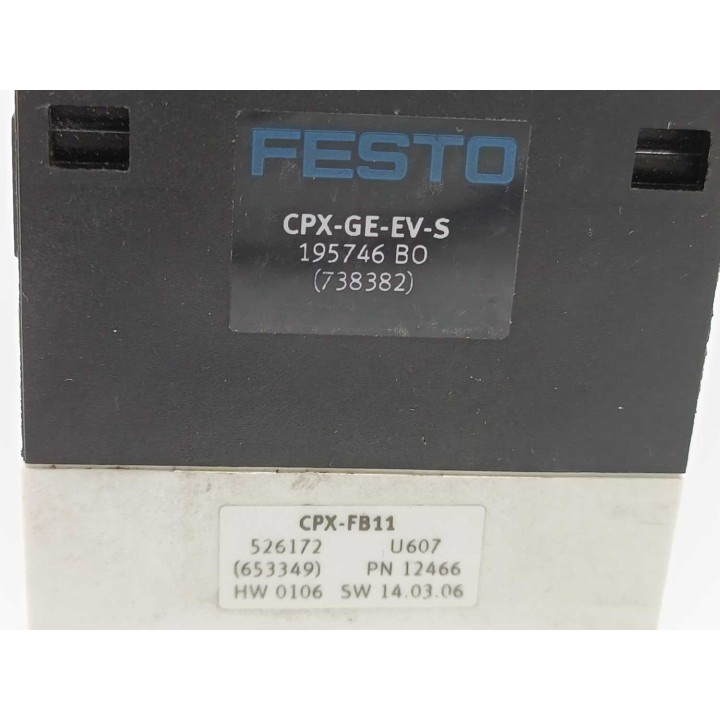 FESTO
CPX-GE-EV-S
195746 BO
(738382)
CPX-FB11
526172 U607
(653349) PN 12466
HW 0106 SW 14.03.06